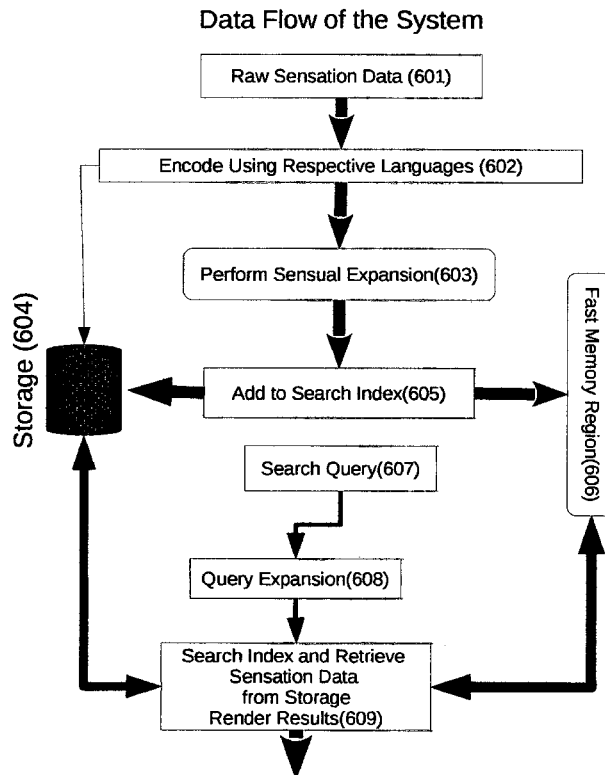 Data Flow of the System
Raw Sensation Data (601)
Encode Using Respective Languages (602)
Perform Sensual Expansion(603)
Storage (604)
Add to Search Index(605)
Fast Memory Region(606)
Search Query(607)
Query Expansion(608)
Search Index and Retrieve
Sensation Data
from Storage
Render Results(609)